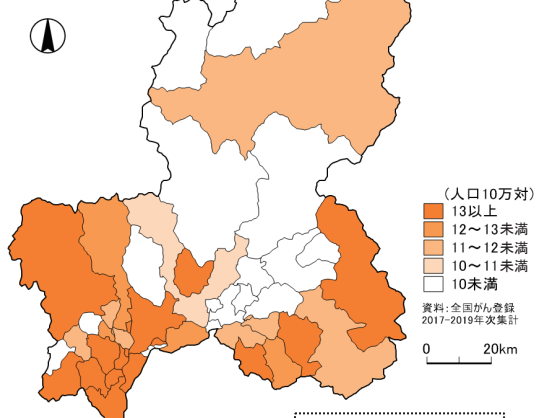 (人口10万対)
13以上
12～13未満
11～12未満
10～11未満
10未満
資料：全国がん登録
2017-2019年次集計
0 20km